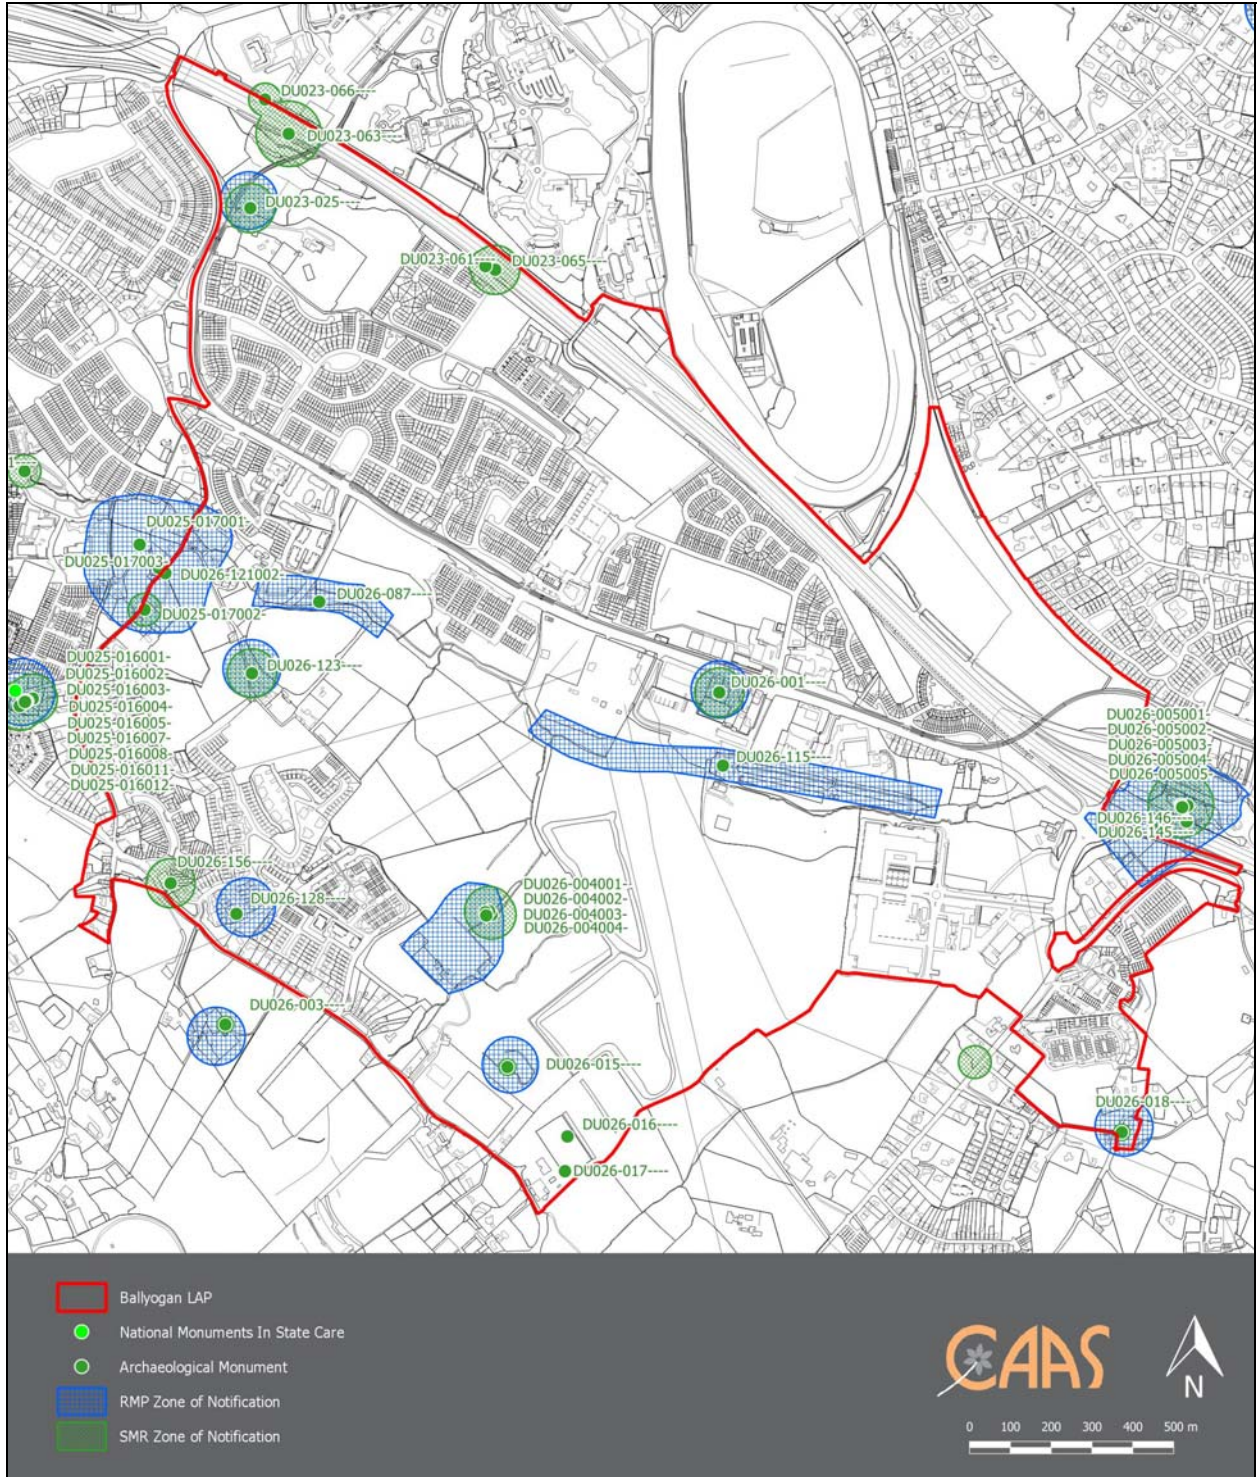 DU023-066----
DU023-063----
DU023-025----
DU023-061----
DU023-065----
1----
DU025-017001-
DU025-017003-
DU026-121002-
DU026-087----
DU025-017002-
DU025-016001-
DU025-016002-
DU025-016003-
DU025-016004-
DU025-016005-
DU025-016007-
DU025-016008-
DU025-016011-
DU025-016012-
DU026-123----
DU026-001----
DU026-115----
DU026-005001-
DU026-005002-
DU026-005003-
DU026-005004-
DU026-005005-
DU026-146----
DU026-145----
DU026-156----
DU026-128----
DU026-004001-
DU026-004002-
DU026-004003-
DU026-004004-
DU026-003----
DU026-015----
DU026-016----
DU026-017----
DU026-018----
Ballyogan LAP
National Monuments In State Care
Archaeological Monument
RMP Zone of Notification
SMR Zone of Notification
CAAS
N
0 100 200 300 400 500 m